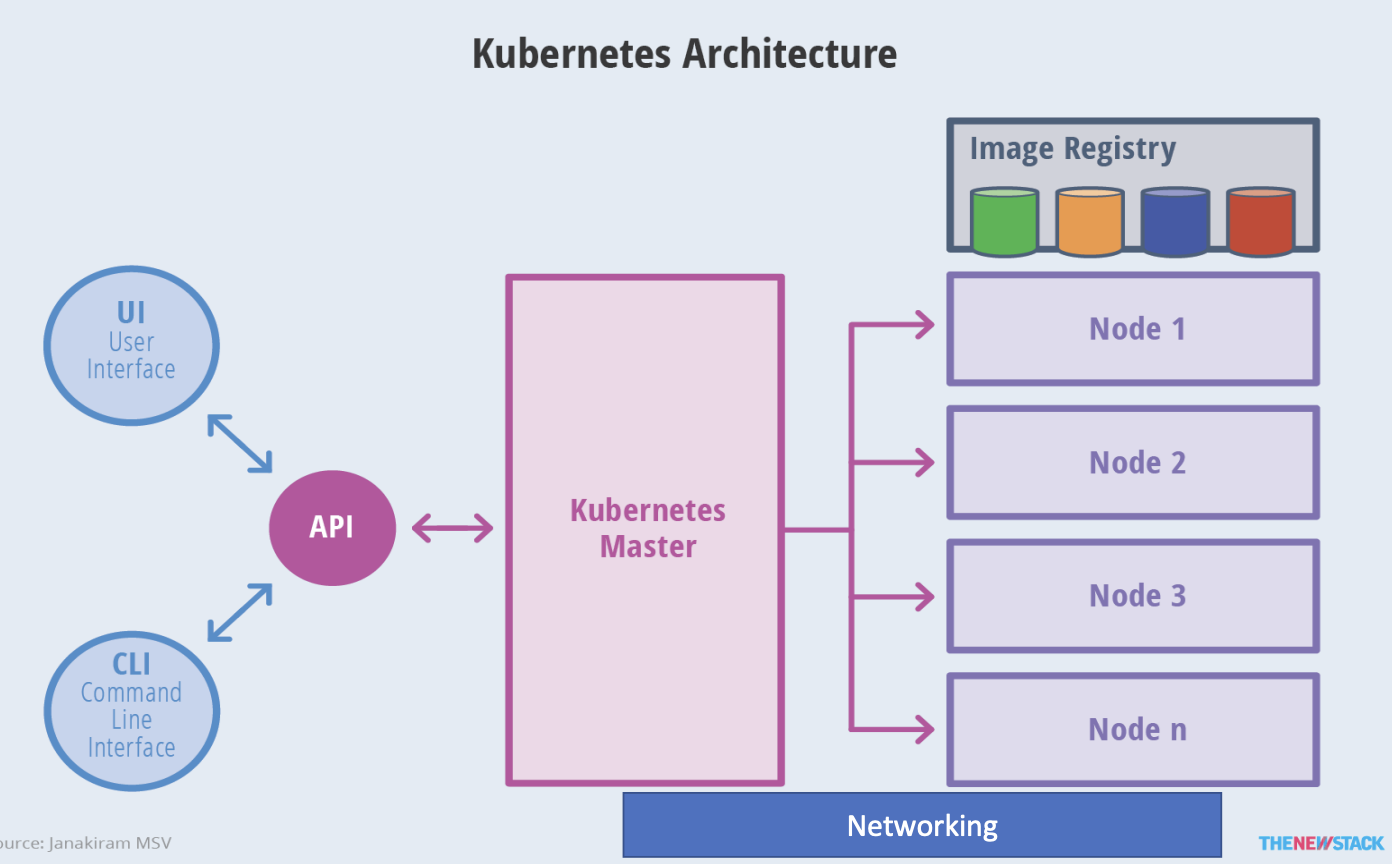 Kubernetes Architecture
Image Registry
UI
User
Interface
Node 1
Node 2
API
Kubernetes
Master
Node 3
CLI
Command
Line
Interface
Node n
Networking
ource: Janakiram MSV
THENEWSTACK